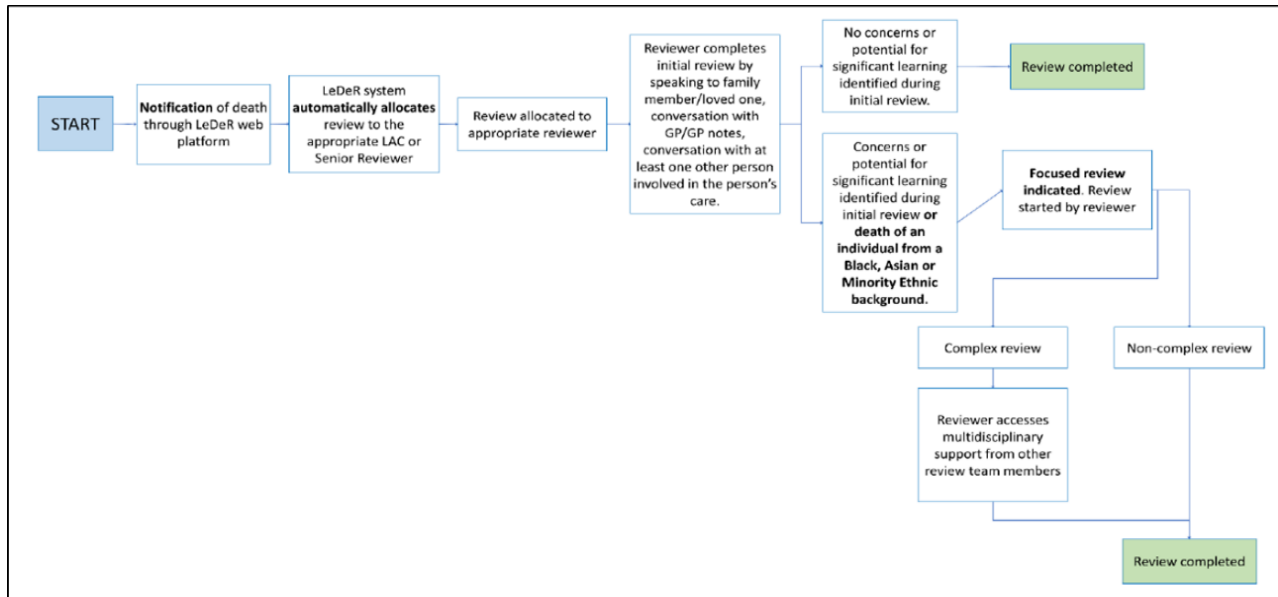 START
Notification of death
through LeDeR web
platform
LeDeR system
automatically allocates
review to the
appropriate LAC or
Senior Reviewer
Review allocated to
appropriate reviewer
Reviewer completes
initial review by
speaking to family
member/loved one,
conversation with
GP/GP notes,
conversation with at
least one other person
involved in the person's
care.
No concerns or
potential for
significant learning
identified during
initial review.
Review completed
Concerns or
potential for
significant learning
identified during
initial review or
death of an
individual from a
Black, Asian or
Minority Ethnic
background.
Focused review
indicated. Review
started by reviewer
Complex review
Non-complex review
Reviewer accesses
multidisciplinary
support from other
review team members
Review completed